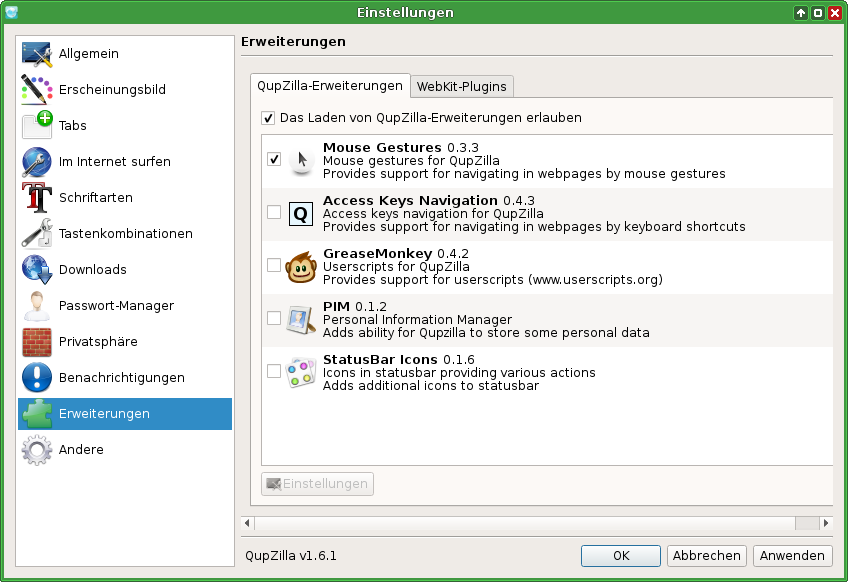 Einstellungen
Allgemein
Erscheinungsbild
Tabs
Im Internet surfen
Schriftarten
Tastenkombinationen
Downloads
Passwort-Manager
Privatsphäre
Benachrichtigungen
Erweiterungen
Andere
Erweiterungen
QupZilla-Erweiterungen WebKit-Plugins
Das Laden von QupZilla-Erweiterungen erlauben
Mouse Gestures 0.3.3
Mouse gestures for QupZilla
Provides support for navigating in webpages by mouse gestures
Q
Access Keys Navigation 0.4.3
Access keys navigation for QupZilla
Provides support for navigating in webpages by keyboard shortcuts
GreaseMonkey 0.4.2
Userscripts for QupZilla
Provides support for userscripts (www.userscripts.org)
PIM 0.1.2
Personal Information Manager
Adds ability for Qupzilla to store some personal data
StatusBar Icons 0.1.6
Icons in statusbar providing various actions
Adds additional icons to statusbar
Einstellungen
QupZilla v1.6.1
OK Abbrechen Anwenden